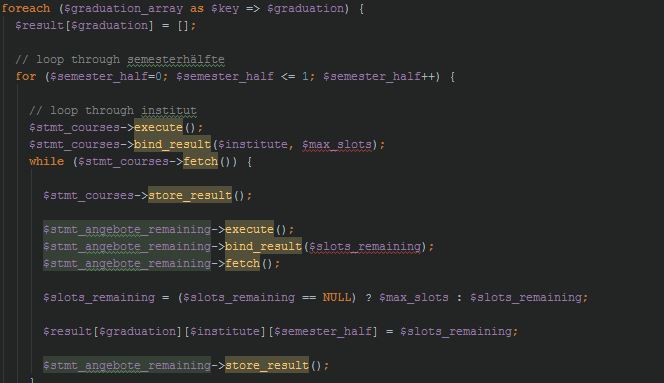 foreach ($graduation_array as $key => $graduation) {
$result[$graduation] = [];
// loop through semesterhälfte
for ($semester_half=0; $semester_half <= 1; $semester_half++) {
// loop through institut
$stmt_courses->execute();
$stmt_courses->bind_result($institute, $max_slots);
while ($stmt_courses->fetch()) {
$stmt_courses->store_result();
$stmt_angebote_remaining->execute();
$stmt_angebote_remaining->bind_result($slots_remaining);
$stmt_angebote_remaining->fetch();
$slots_remaining = ($slots_remaining == NULL) ? $max_slots : $slots_remaining;
$result[$graduation][$institute][$semester_half] = $slots_remaining;
$stmt_angebote_remaining->store_result();
}